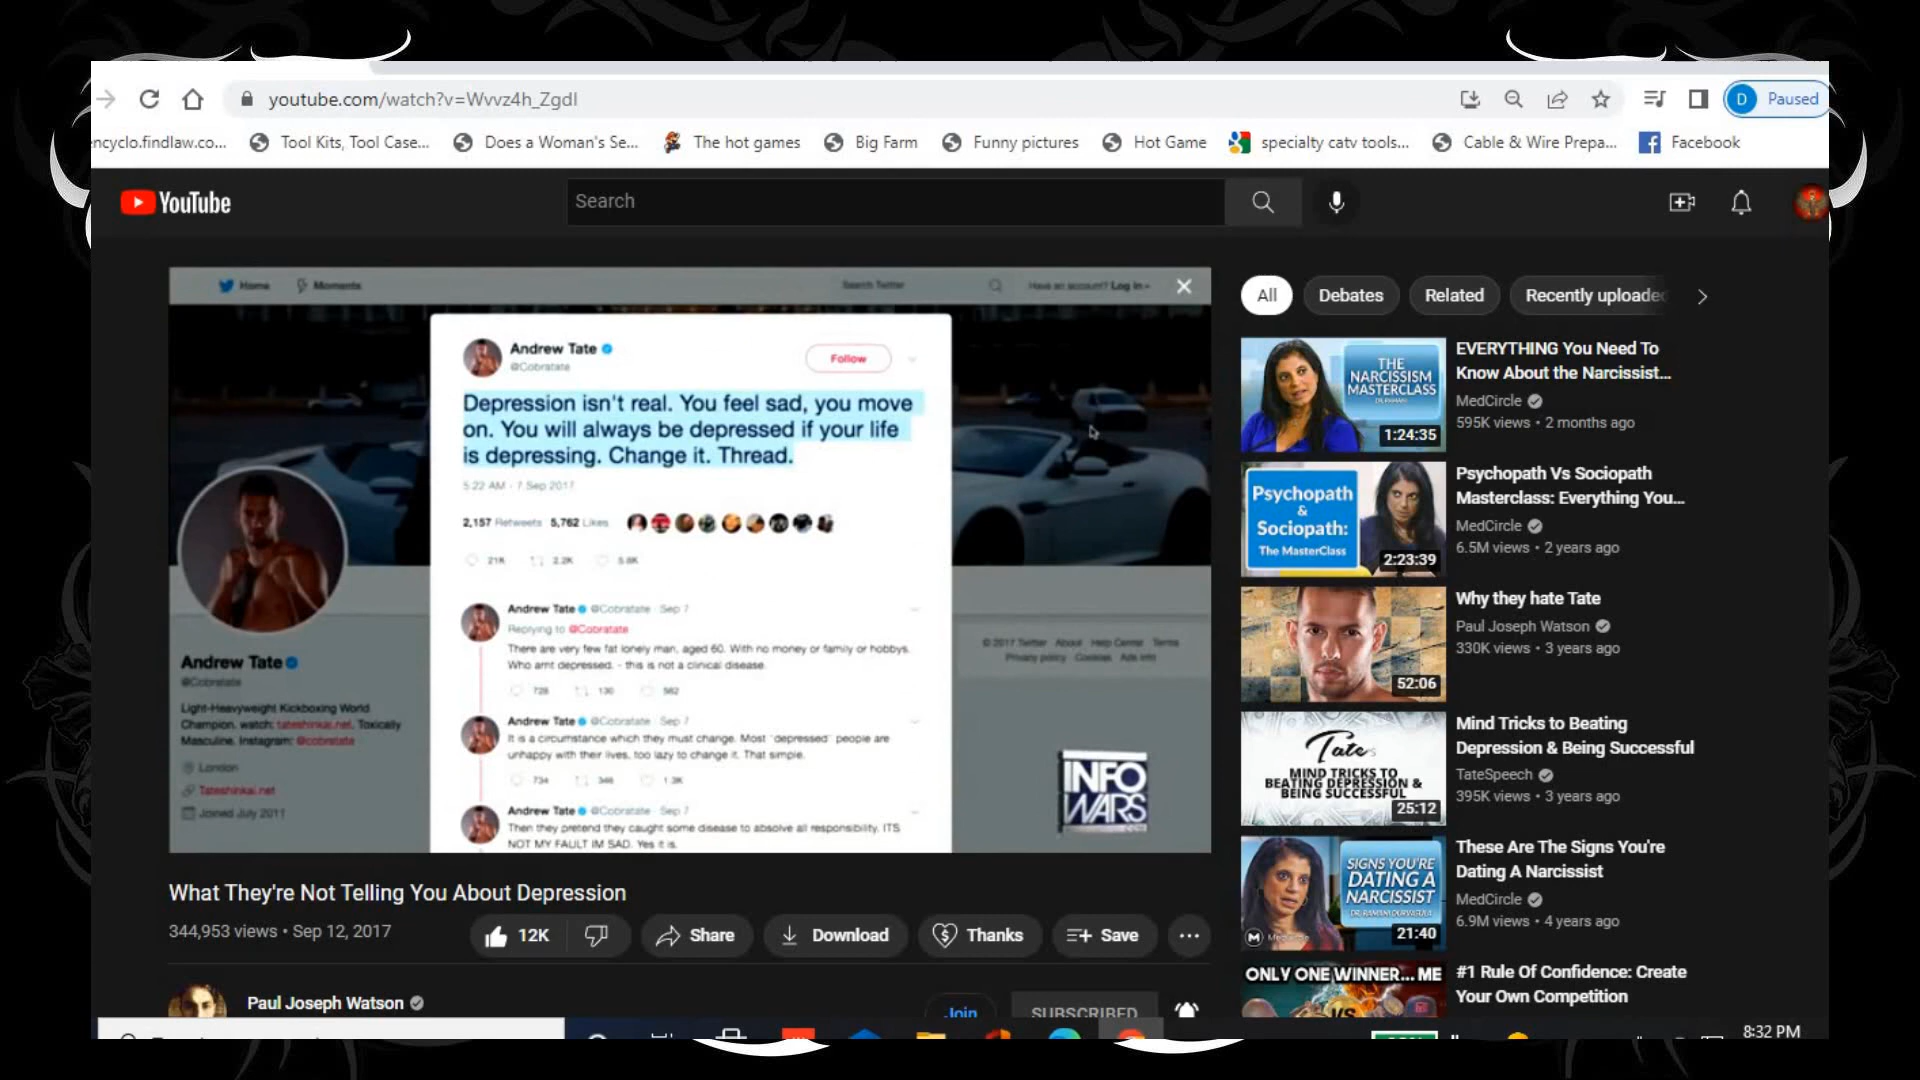 youtube.com/watch?v=Wvvz4h_ZgdI
D Paused
encyclo.findlaw.co...
Tool Kits, Tool Case...
Does a Woman's Se...
The hot games
Big Farm
Funny pictures
Hot Game
specialty catv tools...
Cable & Wire Prepa...
Facebook
YouTube
Search
Home
Moments
Search Twitter
Have an account? Log in
Andrew Tate
@Cobratate
Follow
Depression isn't real. You feel sad, you move
on. You will always be depressed if your life
is depressing. Change it. Thread.
5:22 AM - 7 Sep 2017
2,157 Retweets 5,762 Likes
21K 2.2K 5.8K
Andrew Tate @Cobratate Sep 7
Replying to @Cobratate
There are very few fat lonely man, aged 60. With no money or family or hobbys.
Who arnt depressed. - this is not a clinical disease.
728 130 562
Andrew Tate @Cobratate Sep 7
It is a circumstance which they must change. Most "depressed" people are
unhappy with their lives, too lazy to change it. That simple.
734 346 1.3K
Andrew Tate @Cobratate Sep 7
Then they pretend they caught some disease to absolve all responsibility. ITS
NOT MY FAULT IM SAD. Yes it is.
Andrew Tate
@Cobratate
Light-Heavyweight Kickboxing World
Champion. watch: tateshinkai.net. Toxically
Masculine. Instagram: @cobratate
London
Tateshinkai.net
Joined July 2011
© 2017 Twitter About Help Center Terms
Privacy policy Cookies Ads info
INFO
WARS
.COM
What They're Not Telling You About Depression
344,953 views • Sep 12, 2017
12K
Share
Download
Thanks
Save
Paul Joseph Watson
Join
SUBSCRIBED
All
Debates
Related
Recently uploaded
THE
NARCISSISM
MASTERCLASS
1:24:35
EVERYTHING You Need To
Know About the Narcissist...
MedCircle
595K views • 2 months ago
Psychopath
&
Sociopath:
The MasterClass
2:23:39
Psychopath Vs Sociopath
Masterclass: Everything You...
MedCircle
6.5M views • 2 years ago
52:06
Why they hate Tate
Paul Joseph Watson
330K views • 3 years ago
Tate
MIND TRICKS TO
BEATING DEPRESSION &
BEING SUCCESSFUL
25:12
Mind Tricks to Beating
Depression & Being Successful
TateSpeech
395K views • 3 years ago
SIGNS YOU'RE
DATING A
NARCISSIST
DR. RAMANI DURVASULA
21:40
These Are The Signs You're
Dating A Narcissist
MedCircle
6.9M views • 4 years ago
ONLY ONE WINNER... ME
VS
#1 Rule Of Confidence: Create
Your Own Competition
8:32 PM